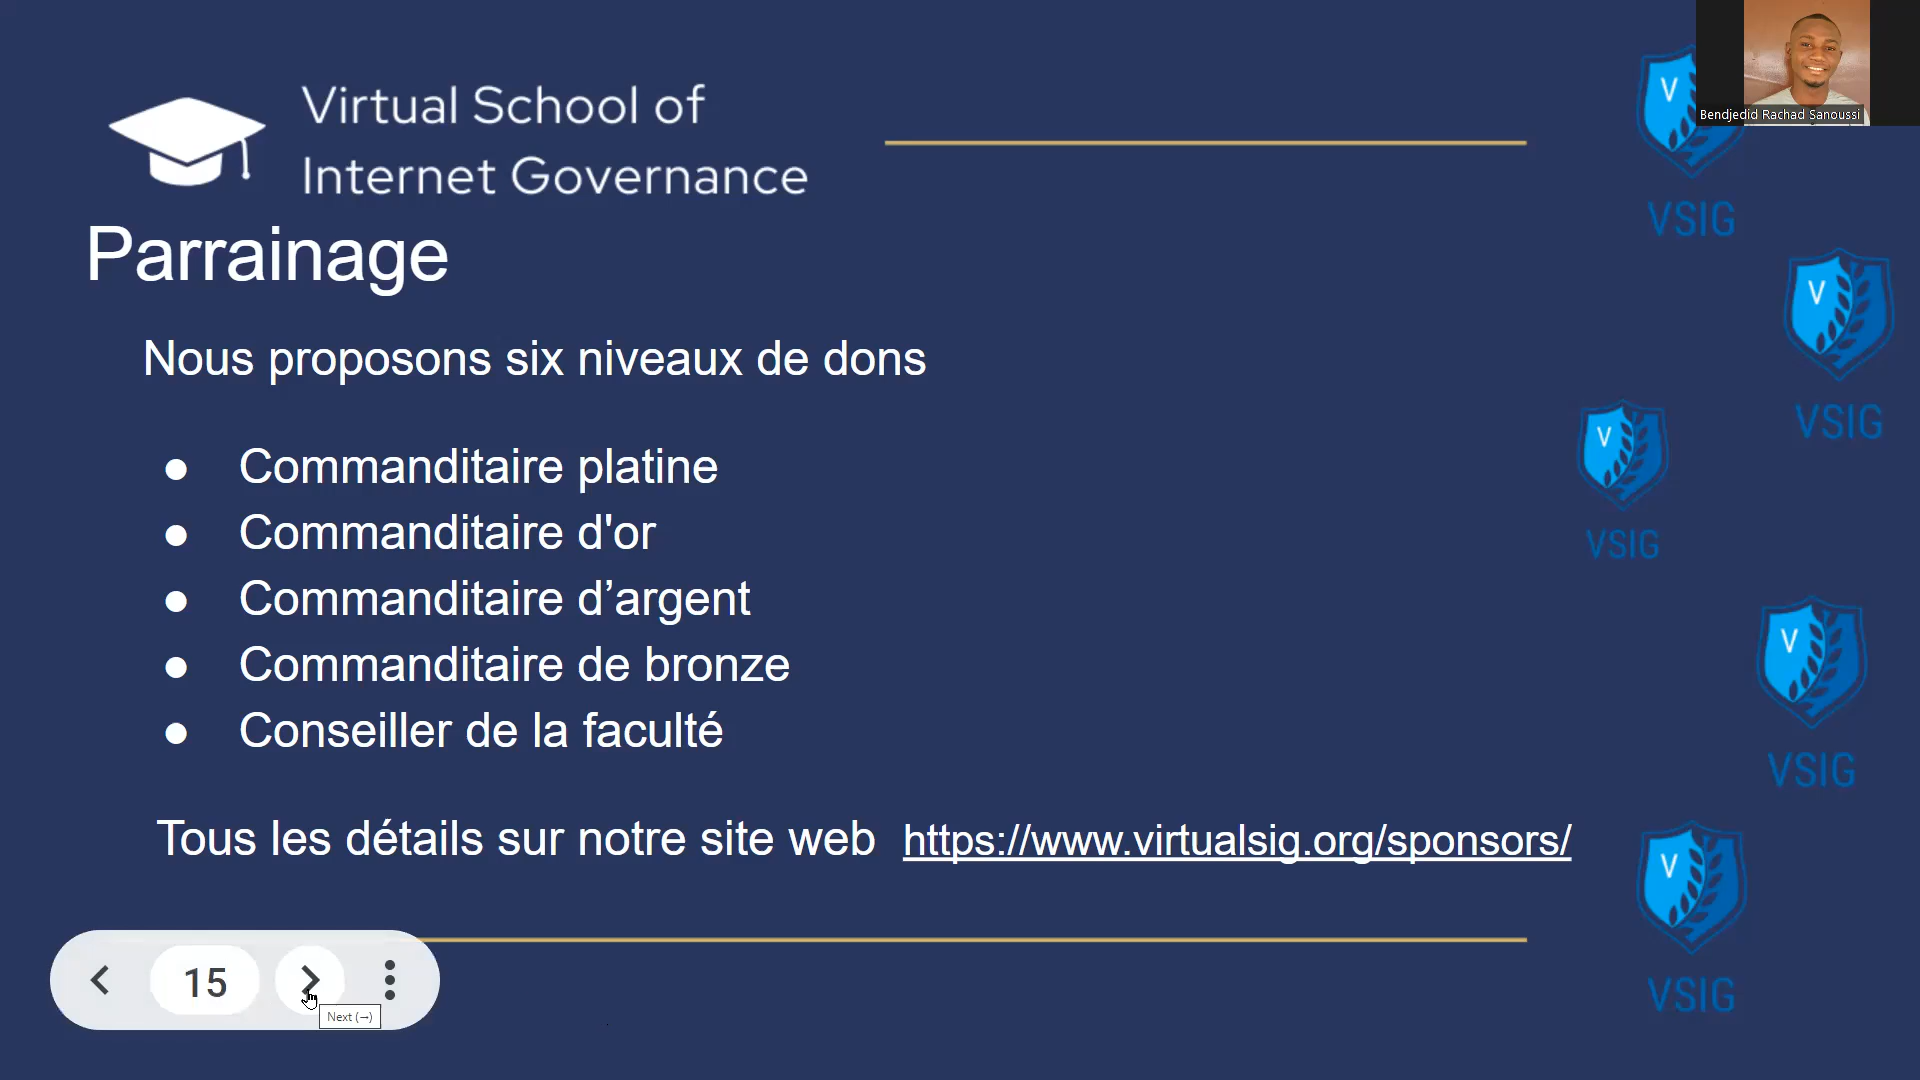 Virtual School of
Internet Governance
Bendjedid Rachad Sanoussi
V
VSIG
Parrainage
V
VSIG
Nous proposons six niveaux de dons
V
VSIG
● Commanditaire platine
● Commanditaire d'or
● Commanditaire d’argent
● Commanditaire de bronze
● Conseiller de la faculté
V
VSIG
Tous les détails sur notre site web https://www.virtualsig.org/sponsors/
V
VSIG
15
Next (→)